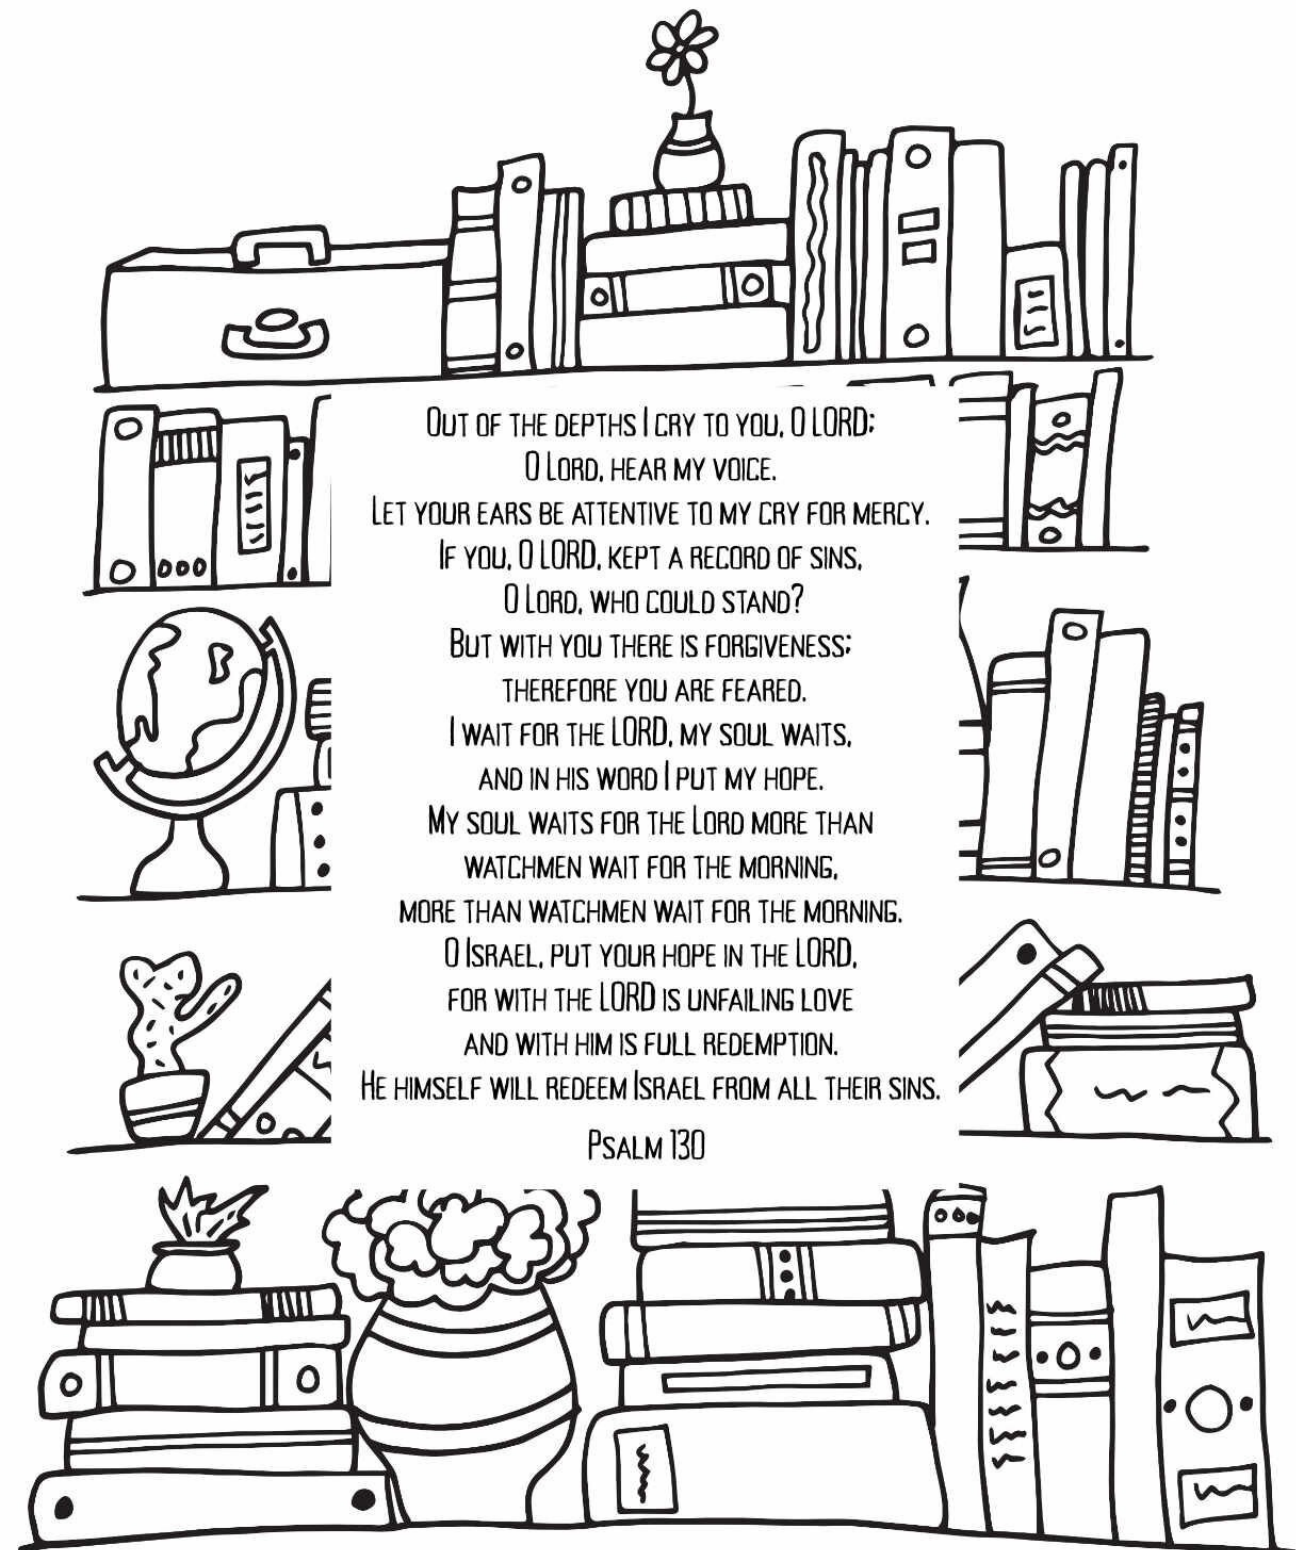 Out of the depths I cry to you, O LORD;
O Lord, hear my voice.
Let your ears be attentive to my cry for mercy.
If you, O LORD, kept a record of sins,
O Lord, who could stand?
But with you there is forgiveness;
therefore you are feared.
I wait for the LORD, my soul waits,
and in his word I put my hope.
My soul waits for the Lord more than
watchmen wait for the morning,
more than watchmen wait for the morning.
O Israel, put your hope in the LORD,
for with the LORD is unfailing love
and with him is full redemption.
He himself will redeem Israel from all their sins.
Psalm 130